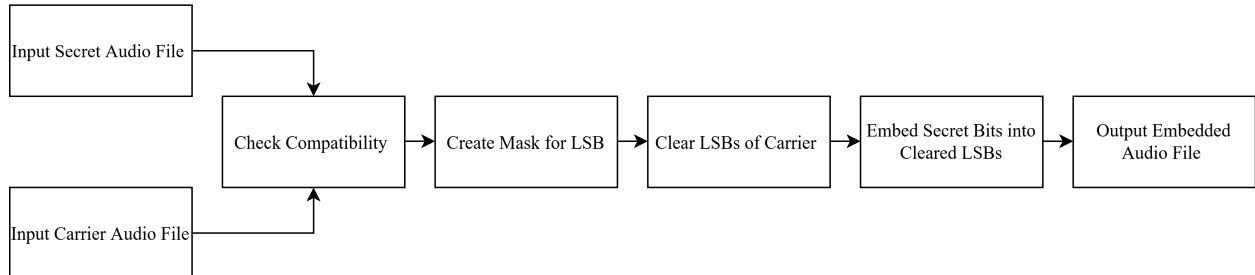 Input Secret Audio File
Check Compatibility
Create Mask for LSB
Clear LSBs of Carrier
Embed Secret Bits into
Cleared LSBs
Output Embedded
Audio File
Input Carrier Audio File